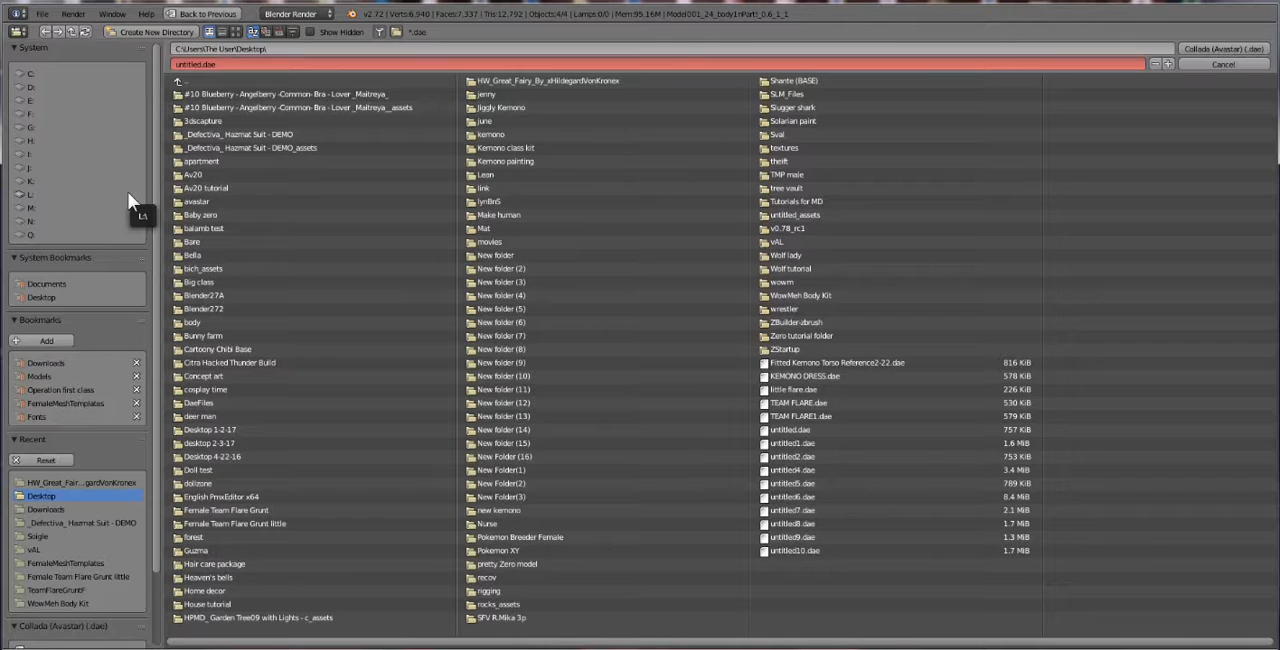 File Render Window Help Back to Previous Blender Render v2.72 | Verts:6,940 | Faces:7,337 | Tris:12,792 | Objects:4/4 | Lamps:0/0 | Mem:95.16M | Model001_24_body1nPart!_0.6_1_1
Create New Directory Show Hidden *.dae
System
C:
D:
E:
F:
G:
H:
I:
J:
K:
L:
M:
N:
Q:
L:\
System Bookmarks
Documents
Desktop
Bookmarks
Add
Downloads
Models
Operation first class
FemaleMeshTemplates
Fonts
Recent
Reset
HW_Great_Fair...gardVonKronex
Desktop
Downloads
_Defectiva_ Hazmat Suit - DEMO
Soigle
vAL
FemaleMeshTemplates
Female Team Flare Grunt little
TeamFlareGruntF
WowMeh Body Kit
Collada (Avastar) (.dae)
C:\Users\The User\Desktop\ Collada (Avastar) (.dae)
untitled.dae Cancel
..
#10 Blueberry - Angelberry -Common- Bra - Lover _Maitreya_
#10 Blueberry - Angelberry -Common- Bra - Lover _Maitreya__assets
3dscapture
_Defectiva_ Hazmat Suit - DEMO
_Defectiva_ Hazmat Suit - DEMO_assets
apartment
Av20
Av20 tutorial
avastar
Baby zero
balamb test
Bare
Bella
bich_assets
Big class
Blender27A
Blender272
body
Bunny farm
Cartoony Chibi Base
Citra Hacked Thunder Build
Concept art
cosplay time
DaeFiles
deer man
Desktop 1-2-17
desktop 2-3-17
Desktop 4-22-16
Doll test
dollzone
English PmxEditor x64
Female Team Flare Grunt
Female Team Flare Grunt little
forest
Guzma
Hair care package
Heaven's bells
Home decor
House tutorial
HPMD_ Garden Tree09 with Lights - c_assets
HW_Great_Fairy_By_xHildegardVonKronex
jenny
Jiggly Kemono
june
kemono
Kemono class kit
Kemono painting
Lean
link
lynBnS
Make human
Mat
movies
New folder
New folder (2)
New folder (3)
New folder (4)
New folder (5)
New folder (6)
New folder (7)
New folder (8)
New folder (9)
New folder (10)
New folder (11)
New folder (12)
New folder (13)
New folder (14)
New folder (15)
New Folder (16)
New Folder(1)
New Folder(2)
New Folder(3)
new kemono
Nurse
Pokemon Breeder Female
Pokemon XY
pretty Zero model
recov
rigging
rocks_assets
SFV R.Mika 3p
Shante (BASE)
SLM_Files
Slugger shark
Solarian paint
Sval
textures
theift
TMP male
tree vault
Tutorials for MD
untitled_assets
v0.78_rc1
vAL
Wolf lady
Wolf tutorial
wowm
WowMeh Body Kit
wrestler
ZBuilder-zbrush
Zero tutorial folder
ZStartup
Fitted Kemono Torso Reference2-22.dae 816 KiB
KEMONO DRESS.dae 578 KiB
little flare.dae 226 KiB
TEAM FLARE.dae 530 KiB
TEAM FLARE1.dae 579 KiB
untitled.dae 757 KiB
untitled1.dae 1.6 MiB
untitled2.dae 753 KiB
untitled4.dae 3.4 MiB
untitled5.dae 789 KiB
untitled6.dae 8.4 MiB
untitled7.dae 2.1 MiB
untitled8.dae 1.7 MiB
untitled9.dae 1.3 MiB
untitled10.dae 1.7 MiB